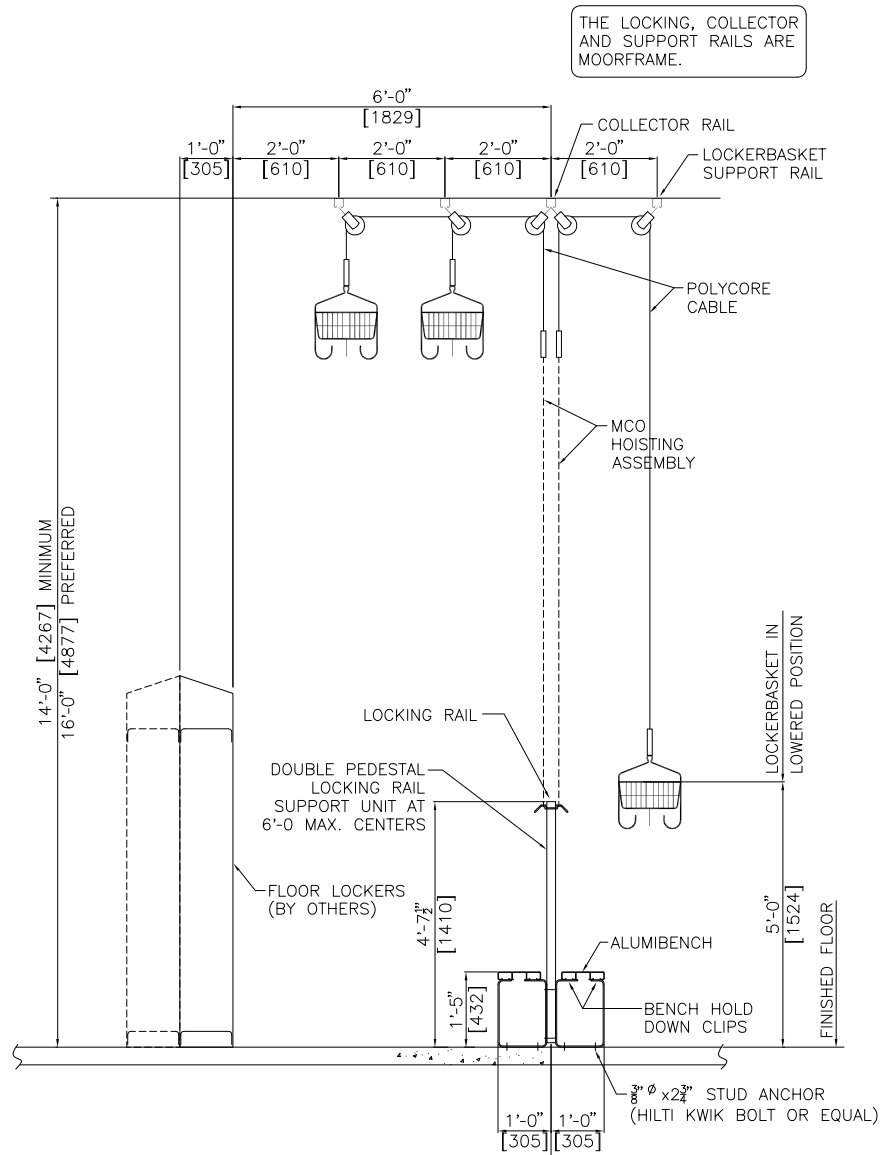 THE LOCKING, COLLECTOR
AND SUPPORT RAILS ARE
MOORFRAME.
6'-0"
[1829]
COLLECTOR RAIL
1'-0"
[305]
2'-0"
[610]
2'-0"
[610]
2'-0"
[610]
2'-0"
[610]
LOCKERBASKET
SUPPORT RAIL
POLYCORE
CABLE
MCO
HOISTING
ASSEMBLY
14'-0" [4267] MINIMUM
16'-0" [4877] PREFERRED
LOCKERBASKET IN
LOWERED POSITION
LOCKING RAIL
DOUBLE PEDESTAL
LOCKING RAIL
SUPPORT UNIT AT
6'-0 MAX. CENTERS
FLOOR LOCKERS
(BY OTHERS)
4'-7½"
[1410]
5'-0"
[1524]
FINISHED FLOOR
ALUMIBENCH
1'-5"
[432]
BENCH HOLD
DOWN CLIPS
⅜" Ø x2¾" STUD ANCHOR
(HILTI KWIK BOLT OR EQUAL)
1'-0"
[305]
1'-0"
[305]